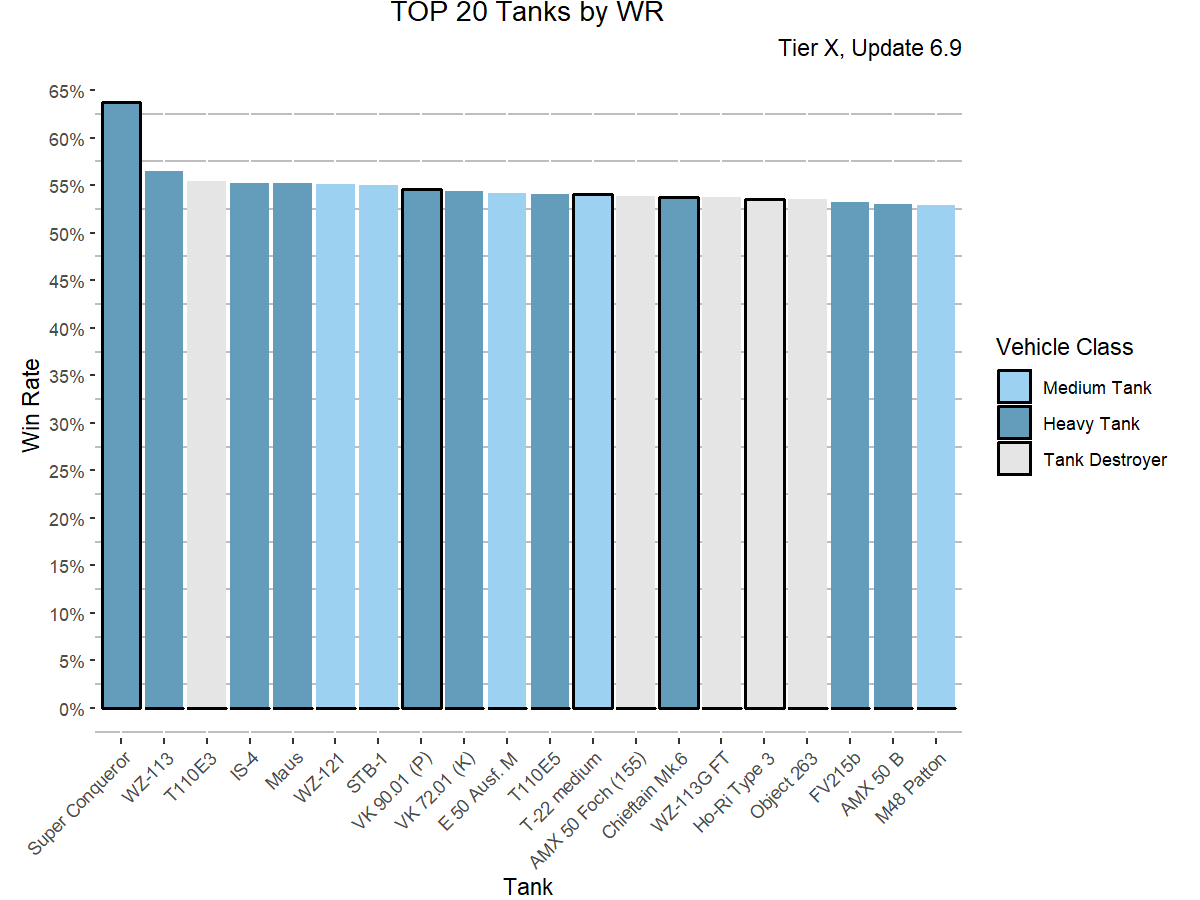 TOP 20 Tanks by WR
Tier X, Update 6.9
65%
60%
55%
50%
45%
40%
35%
30%
25%
20%
15%
10%
5%
0%
Win Rate
Super Conqueror
WZ-113
T110E3
IS-4
Maus
WZ-121
STB-1
VK 90.01 (P)
VK 72.01 (K)
E 50 Ausf. M
T110E5
T-22 medium
AMX 50 Foch (155)
Chieftain Mk.6
WZ-113G FT
Ho-Ri Type 3
Object 263
FV215b
AMX 50 B
M48 Patton
Tank
Vehicle Class
Medium Tank
Heavy Tank
Tank Destroyer